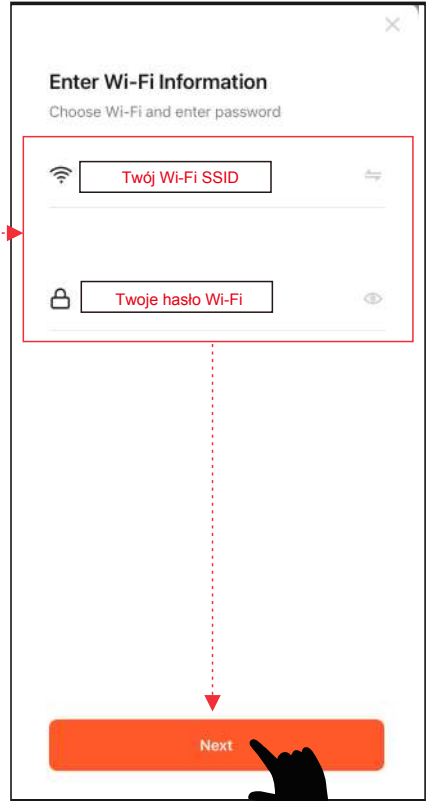 Enter Wi-Fi Information
Choose Wi-Fi and enter password
Twój Wi-Fi SSID
Twoje hasło Wi-Fi
Next